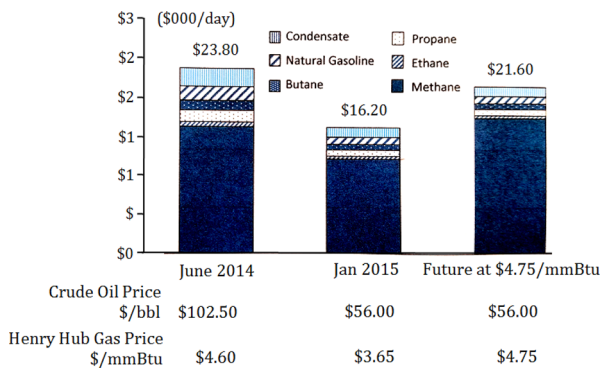 $3 ($000/day)
$2
$2
$1
$1
$
$0
Condensate
Natural Gasoline
Butane
Propane
Ethane
Methane
$23.80
$16.20
$21.60
June 2014 Jan 2015 Future at $4.75/mmBtu
Crude Oil Price
$/bbl $102.50 $56.00 $56.00
Henry Hub Gas Price
$/mmBtu $4.60 $3.65 $4.75